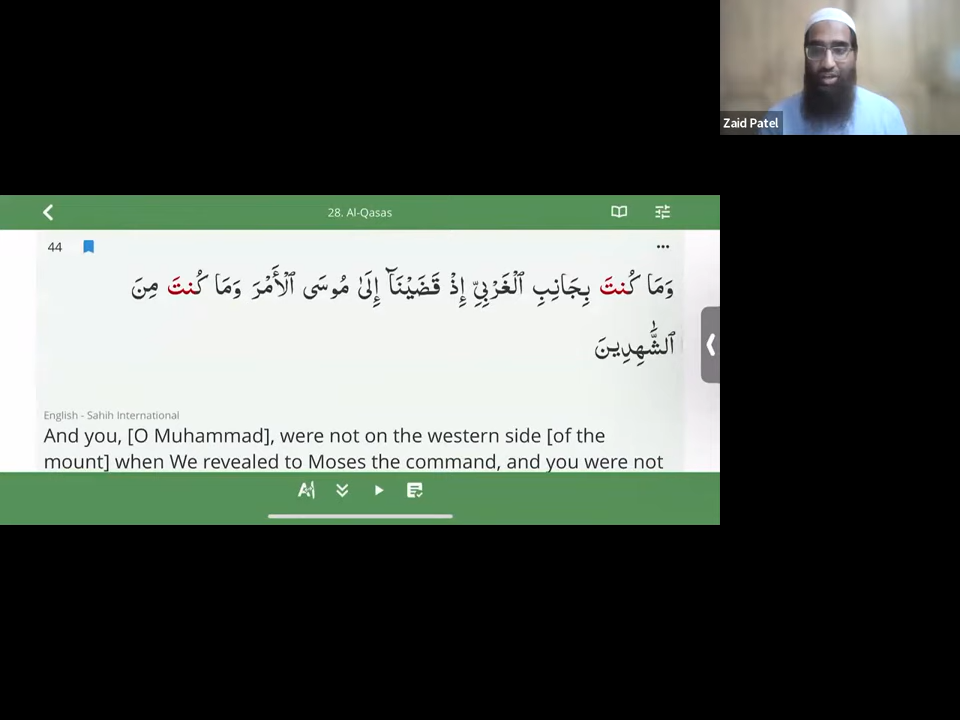 Zaid Patel
28. Al-Qasas
44
وَمَا كُنتَ بِجَانِبِ ٱلْغَرْبِىِّ إِذْ قَضَيْنَآ إِلَىٰ مُوسَى ٱلْأَمْرَ وَمَا كُنتَ مِنَ
ٱلشَّـٰهِدِينَ
English - Sahih International
And you, [O Muhammad], were not on the western side [of the
mount] when We revealed to Moses the command, and you were not